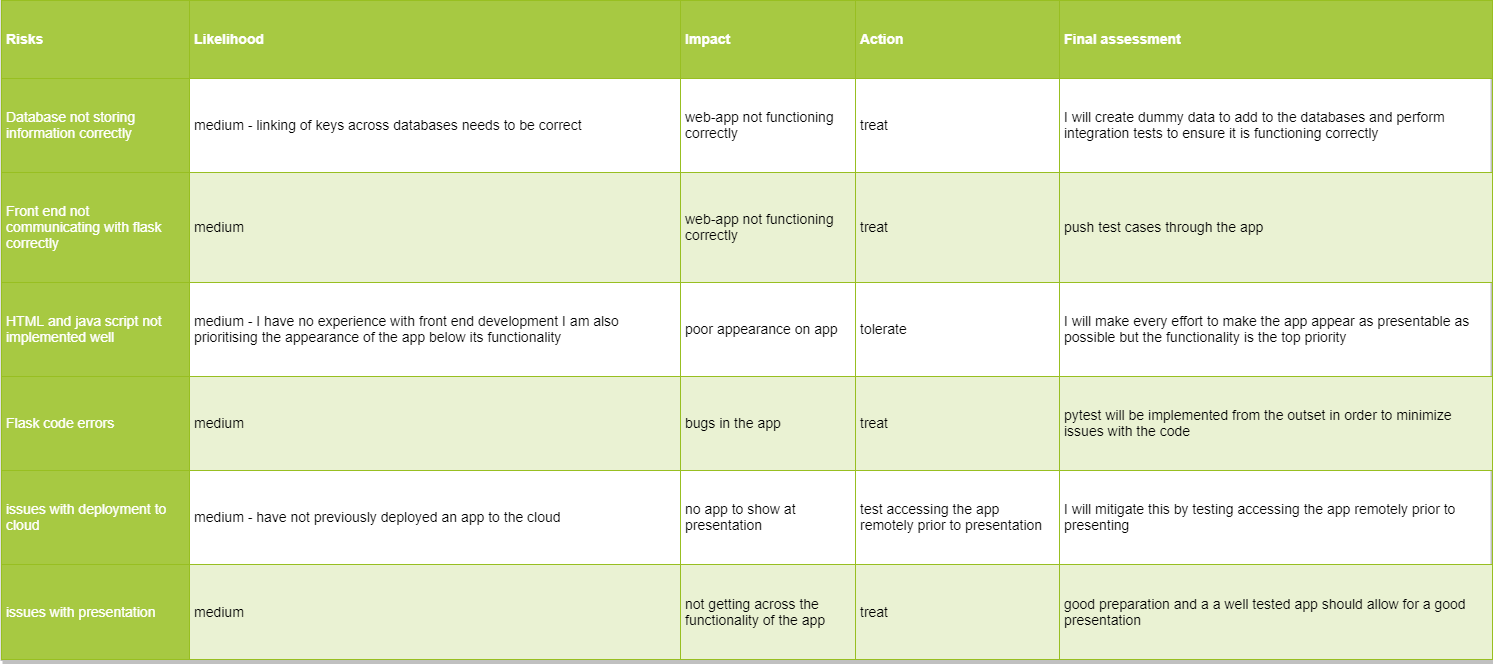 Risks
Likelihood
Impact
Action
Final assessment
Database not storing
information correctly
medium - linking of keys across databases needs to be correct
web-app not functioning
correctly
treat
I will create dummy data to add to the databases and perform
integration tests to ensure it is functioning correctly
Front end not
communicating with flask
correctly
medium
web-app not functioning
correctly
treat
push test cases through the app
HTML and java script not
implemented well
medium - I have no experience with front end development I am also
prioritising the appearance of the app below its functionality
poor appearance on app
tolerate
I will make every effort to make the app appear as presentable as
possible but the functionality is the top priority
Flask code errors
medium
bugs in the app
treat
pytest will be implemented from the outset in order to minimize
issues with the code
issues with deployment to
cloud
medium - have not previously deployed an app to the cloud
no app to show at
presentation
test accessing the app
remotely prior to presentation
I will mitigate this by testing accessing the app remotely prior to
presenting
issues with presentation
medium
not getting across the
functionality of the app
treat
good preparation and a a well tested app should allow for a good
presentation